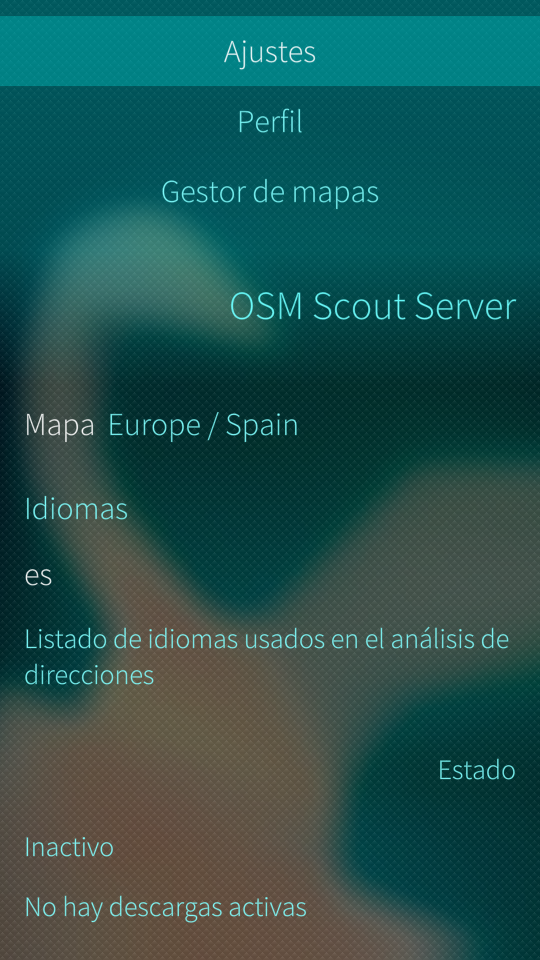 Ajustes
Perfil
Gestor de mapas
OSM Scout Server
Mapa Europe / Spain
Idiomas
es
Listado de idiomas usados en el análisis de
direcciones
Estado
Inactivo
No hay descargas activas